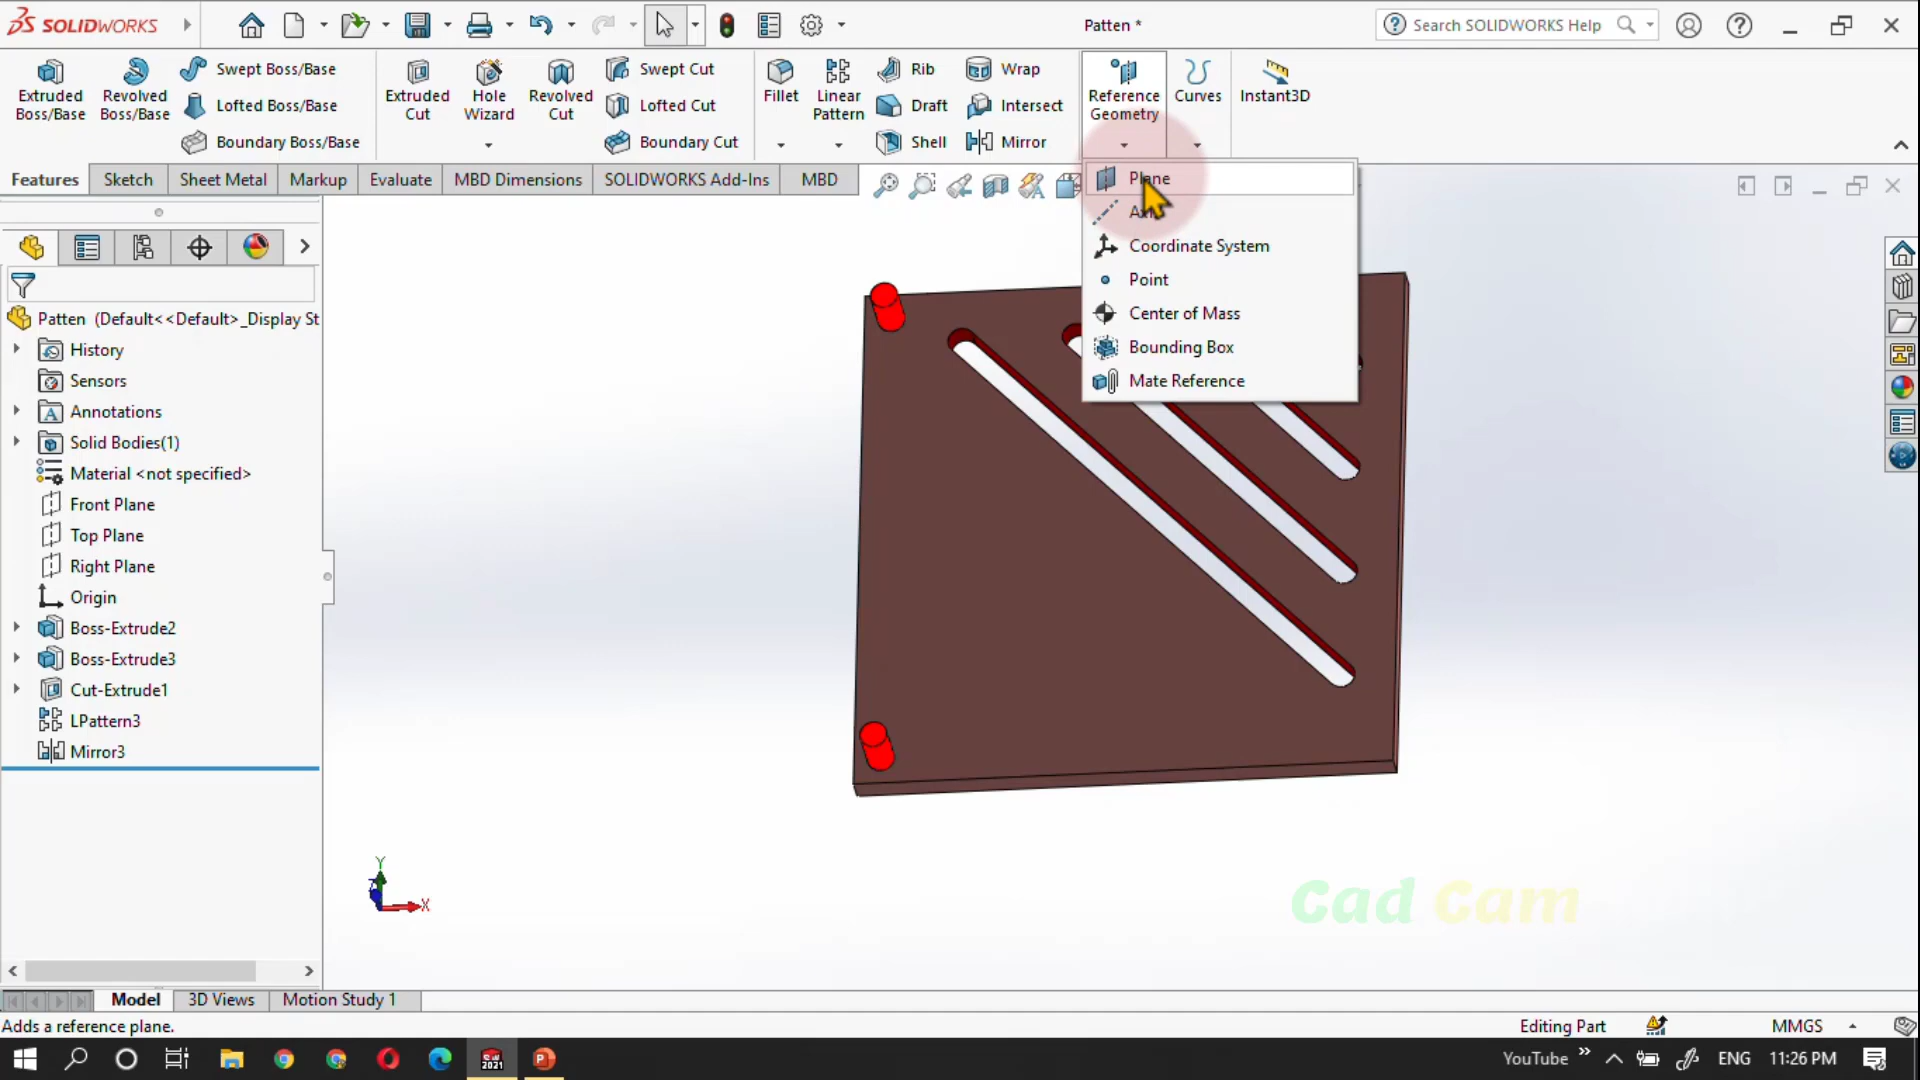 SOLIDWORKS
Patten *
Search SOLIDWORKS Help
Extruded Boss/Base
Revolved Boss/Base
Swept Boss/Base
Lofted Boss/Base
Boundary Boss/Base
Extruded Cut
Hole Wizard
Revolved Cut
Swept Cut
Lofted Cut
Boundary Cut
Fillet
Linear Pattern
Rib
Draft
Shell
Wrap
Intersect
Mirror
Reference Geometry
Curves
Instant3D
Features
Sketch
Sheet Metal
Markup
Evaluate
MBD Dimensions
SOLIDWORKS Add-Ins
MBD
Plane
Coordinate System
Point
Center of Mass
Bounding Box
Mate Reference
Patten (Default<<Default>_Display St
History
Sensors
Annotations
Solid Bodies(1)
Material <not specified>
Front Plane
Top Plane
Right Plane
Origin
Boss-Extrude2
Boss-Extrude3
Cut-Extrude1
LPattern3
Mirror3
Y
X
Cad Cam
Model
3D Views
Motion Study 1
Adds a reference plane.
Editing Part
MMGS
2021
YouTube
ENG
11:26 PM